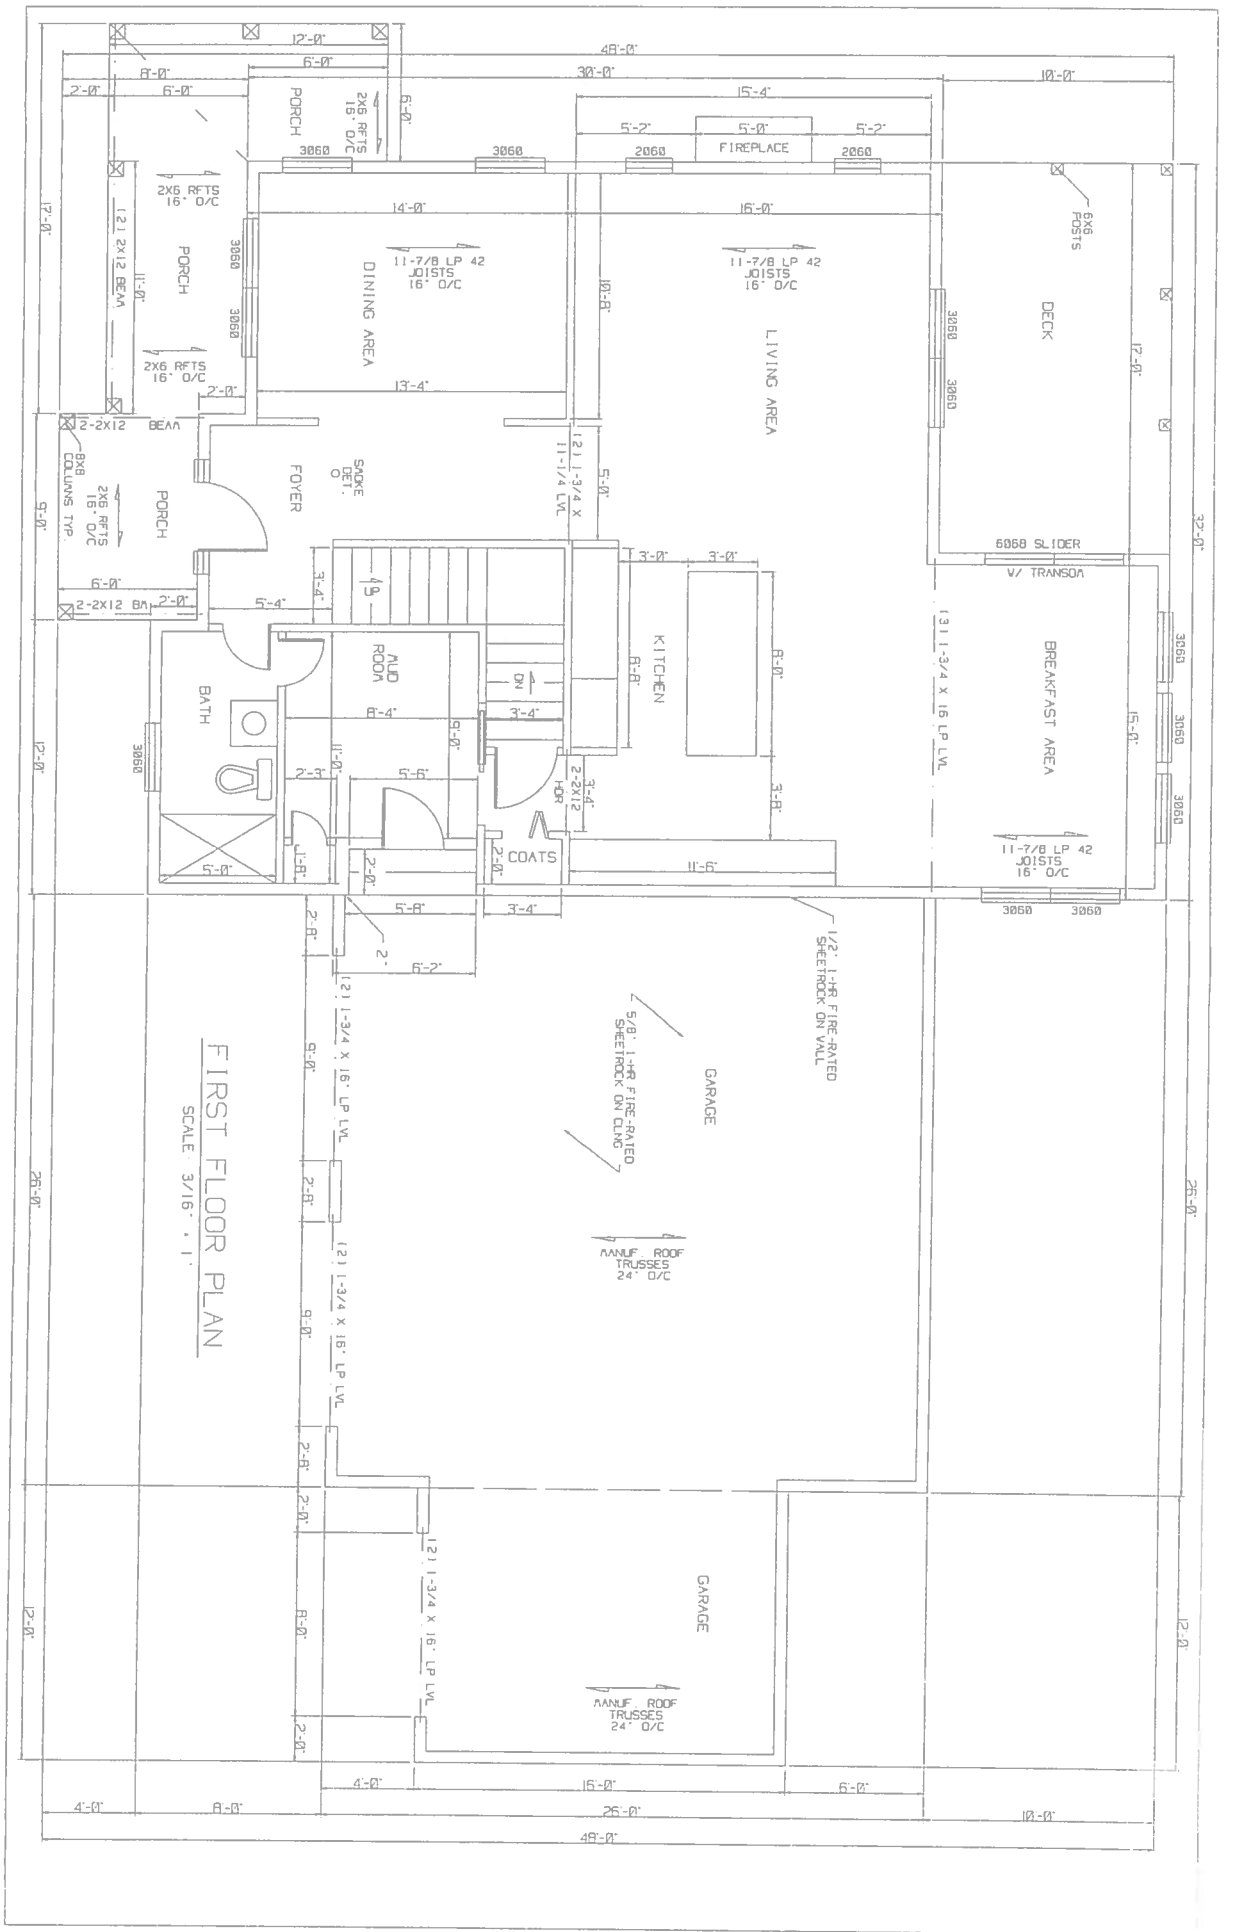 12'-0"
48'-0"
8'-0"
6'-0"
30'-0"
10'-0"
2'-0"
6'-0"
PORCH
2X6 RFTS
16" O/C
6'-0"
15'-4"
5'-2"
5'-0"
5'-2"
FIREPLACE
3060
3060
2060
2060
6X6
POSTS
2X6 RFTS
16" O/C
14'-0"
16'-0"
17'-0"
(2) 2X12 BEAM
11'-0"
PORCH
3060
3060
DINING AREA
11-7/8 LP 42
JOISTS
16" O/C
10'-8"
11-7/8 LP 42
JOISTS
16" O/C
LIVING AREA
3060
3060
DECK
17'-0"
2X6 RFTS
16" O/C
2'-0"
13'-4"
2-2X12 BEAM
8X8
COLUMNS TYP.
PORCH
2X6 RFTS
16" O/C
9'-0"
FOYER
SMOKE
DET.
O
(2) 1-3/4 X
11-1/4 LVL
5'-0"
32'-0"
6068 SLIDER
W/ TRANSOM
3'-0"
3'-0"
6'-0"
2-2X12 BM
2'-0"
5'-4"
3'-4"
UP
MUD
ROOM
DN
KITCHEN
8'-8"
8'-0"
(3) 1-3/4 X 16 LP LVL
BREAKFAST AREA
15'-0"
3060
3060
3060
BATH
8'-4"
9'-0"
3'-4"
3060
12'-0"
2'-3"
11'-0"
5'-6"
2-2X12
HDR
3'-4"
3'-8"
11-7/8 LP 42
JOISTS
16" O/C
5'-0"
1'-8"
2'-0"
2'-0"
COATS
11'-6"
3060
3060
2'-8"
5'-8"
3'-4"
2"
6'-2"
1/2" 1-HR FIRE-RATED
SHEETROCK ON WALL
(2) 1-3/4 X 16" LP LVL
9'-0"
5/8" 1-HR FIRE-RATED
SHEETROCK ON CLNG
GARAGE
FIRST FLOOR PLAN
SCALE 3/16" = 1'
2'-8"
26'-0"
26'-0"
MANUF. ROOF
TRUSSES
24" O/C
(2) 1-3/4 X 16" LP LVL
9'-0"
2'-8"
2'-0"
(2) 1-3/4 X 16" LP LVL
8'-0"
GARAGE
12'-0"
12'-0"
MANUF. ROOF
TRUSSES
24" O/C
2'-0"
4'-0"
16'-0"
6'-0"
4'-0"
8'-0"
26'-0"
10'-0"
48'-0"